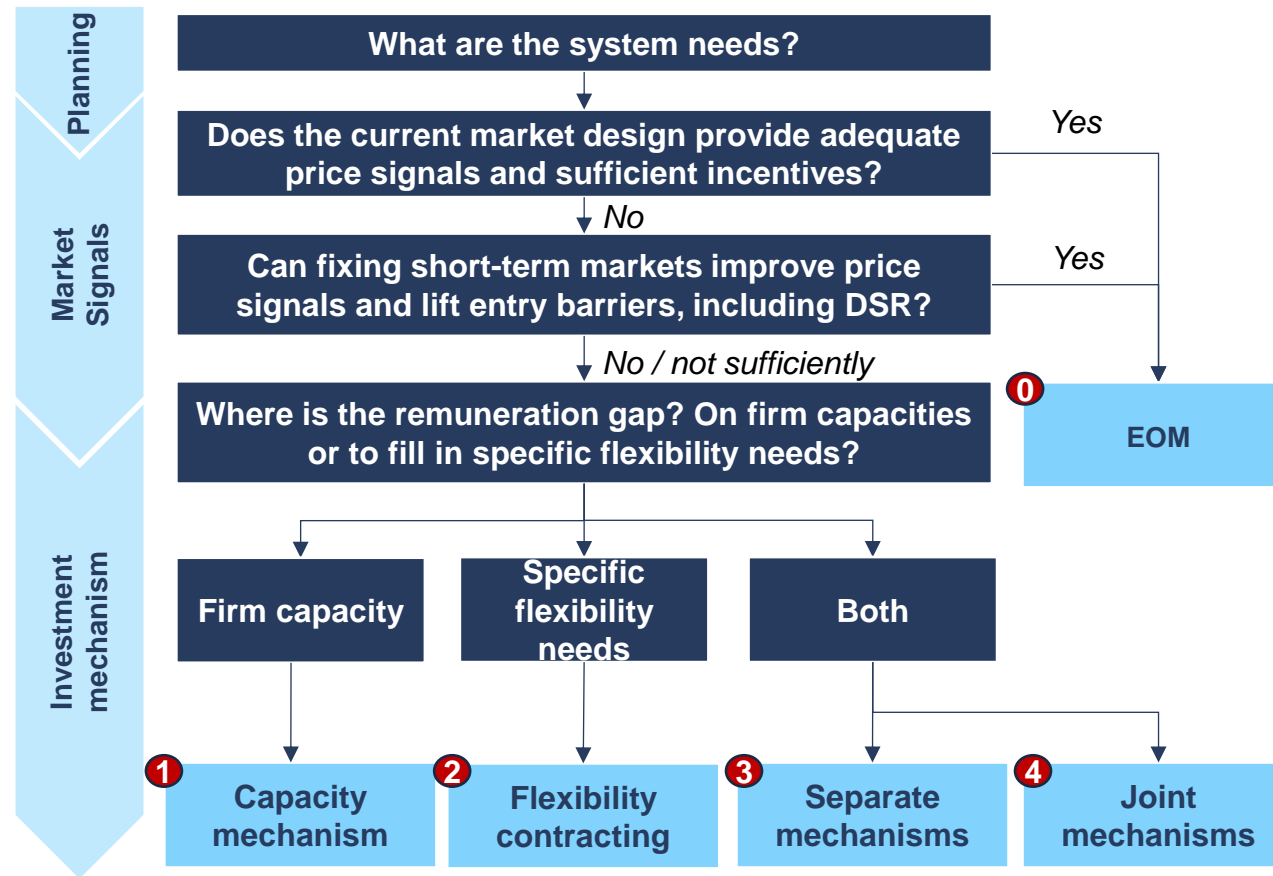 Planning
What are the system needs?
Does the current market design provide adequate
price signals and sufficient incentives?
Yes
No
Market
Signals
Can fixing short-term markets improve price
signals and lift entry barriers, including DSR?
Yes
No / not sufficiently
Where is the remuneration gap? On firm capacities
or to fill in specific flexibility needs?
0
EOM
Investment
mechanism
Firm capacity
Specific
flexibility
needs
Both
1
Capacity
mechanism
2
Flexibility
contracting
3
Separate
mechanisms
4
Joint
mechanisms